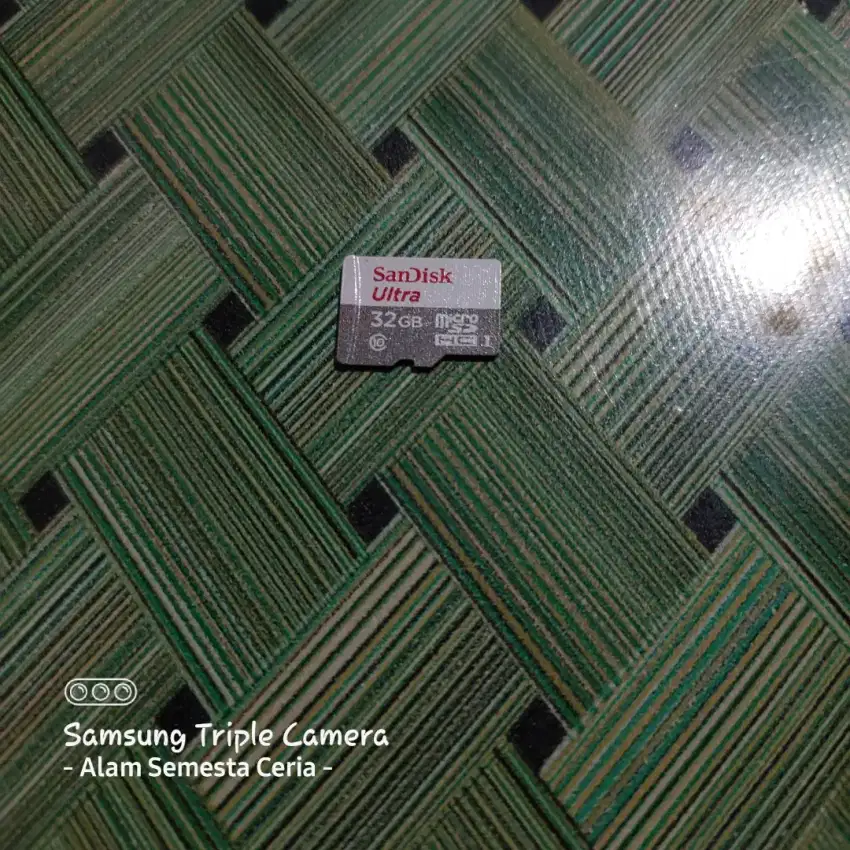 SanDisk
Ultra
32GB micro SD
10 HC I
Samsung Triple Camera
- Alam Semesta Ceria -